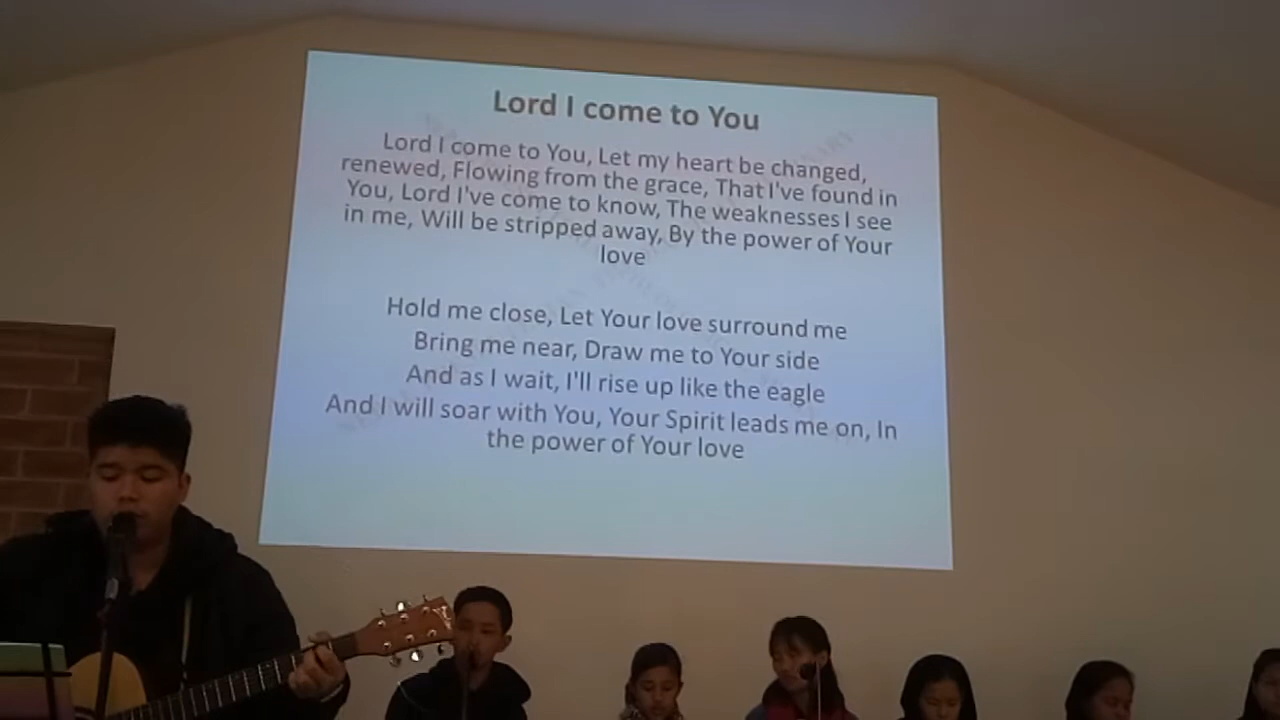 Lord I come to You
Lord I come to You, Let my heart be changed,
renewed, Flowing from the grace, That I've found in
You, Lord I've come to know, The weaknesses I see
in me, Will be stripped away, By the power of Your
love
Hold me close, Let Your love surround me
Bring me near, Draw me to Your side
And as I wait, I'll rise up like the eagle
And I will soar with You, Your Spirit leads me on, In
the power of Your love